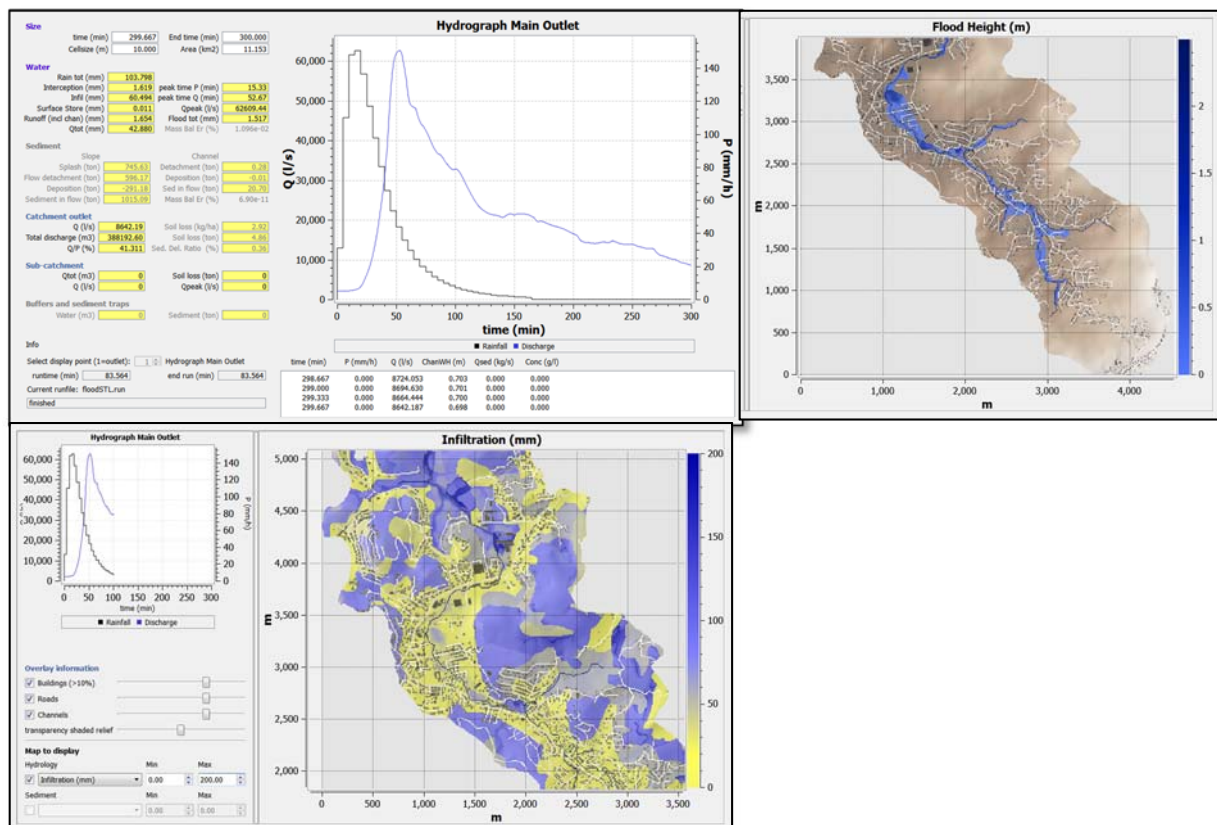 Size
time (min) 299.667 End time (min) 300.000
Cellsize (m) 10.000 Area (km2) 11.153
Water
Rain tot (mm) 103.798
Interception (mm) 1.619 peak time P (min) 15.33
Infil (mm) 60.494 peak time Q (min) 52.67
Surface Store (mm) 0.011 Qpeak (l/s) 62609.44
Runoff (incl chan) (mm) 1.654 Flood tot (mm) 1.517
Qtot (mm) 42.880 Mass Bal Er (%) 1.096e-02
Sediment
Slope Channel
Splash (ton) 745.63 Detachment (ton) 0.28
Flow detachment (ton) 596.17 Deposition (ton) -0.01
Deposition (ton) -291.18 Sed in flow (ton) 20.70
Sediment in flow (ton) 1015.09 Mass Bal Er (%) 6.90e-11
Catchment outlet
Q (l/s) 8642.19 Soil loss (kg/ha) 2.92
Total discharge (m3) 388192.60 Soil loss (ton) 4.86
Q/P (%) 41.311 Sed. Del. Ratio (%) 0.36
Sub-catchment
Qtot (m3) 0 Soil loss (ton) 0
Q (l/s) 0 Qpeak (l/s) 0
Buffers and sediment traps
Water (m3) 0 Sediment (ton) 0
Info
Select display point (1=outlet): 1 Hydrograph Main Outlet
runtime (min) 83.564 end run (min) 83.564
Current runfile: floodSTL.run
finished
Hydrograph Main Outlet
60,000
50,000
40,000
30,000
20,000
10,000
0
Q (l/s)
140
120
100
80
60
40
20
0
P (mm/h)
0 50 100 150 200 250 300
time (min)
Rainfall Discharge
time (min) P (mm/h) Q (l/s) ChanWH (m) Qsed (kg/s) Conc (g/l)
298.667 0.000 8724.053 0.703 0.000 0.000
299.000 0.000 8694.630 0.701 0.000 0.000
299.333 0.000 8664.444 0.700 0.000 0.000
299.667 0.000 8642.187 0.698 0.000 0.000
Flood Height (m)
3,500
3,000
2,500
2,000
1,500
1,000
500
0
m
0 1,000 2,000 3,000 4,000
m
2
1.5
1
0.5
0
Hydrograph Main Outlet
60,000
50,000
40,000
30,000
20,000
10,000
0
140
120
100
80
60
40
20
0
P (mm/h)
0 50 100 150 200 250 300
time (min)
Rainfall Discharge
Overlay information
Buildings (>10%)
Roads
Channels
transparency shaded relief
Map to display
Hydrology Min Max
Infiltration (mm) 0.00 200.00
Sediment Min Max
0.00 0.00
Infiltration (mm)
5,000
4,500
4,000
3,500
3,000
2,500
2,000
m
0 500 1,000 1,500 2,000 2,500 3,000 3,500
m
200
150
100
50
0